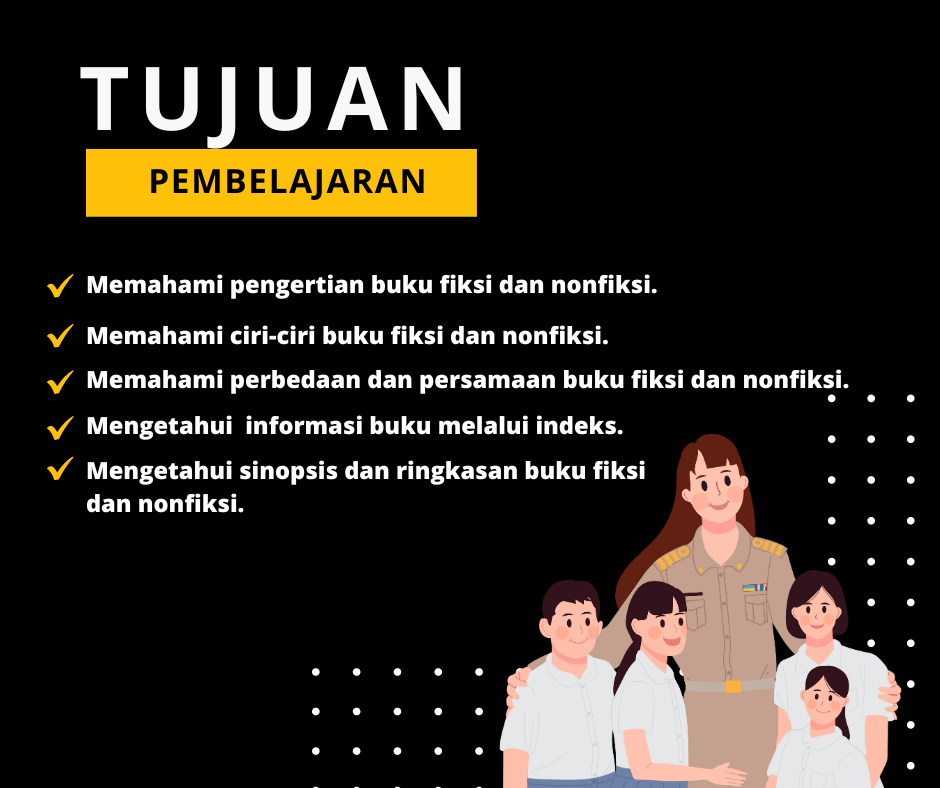 TUJUAN
PEMBELAJARAN
Memahami pengertian buku fiksi dan nonfiksi.
Memahami ciri-ciri buku fiksi dan nonfiksi.
Memahami perbedaan dan persamaan buku fiksi dan nonfiksi.
Mengetahui  informasi buku melalui indeks.
Mengetahui sinopsis dan ringkasan buku fiksi
dan nonfiksi.